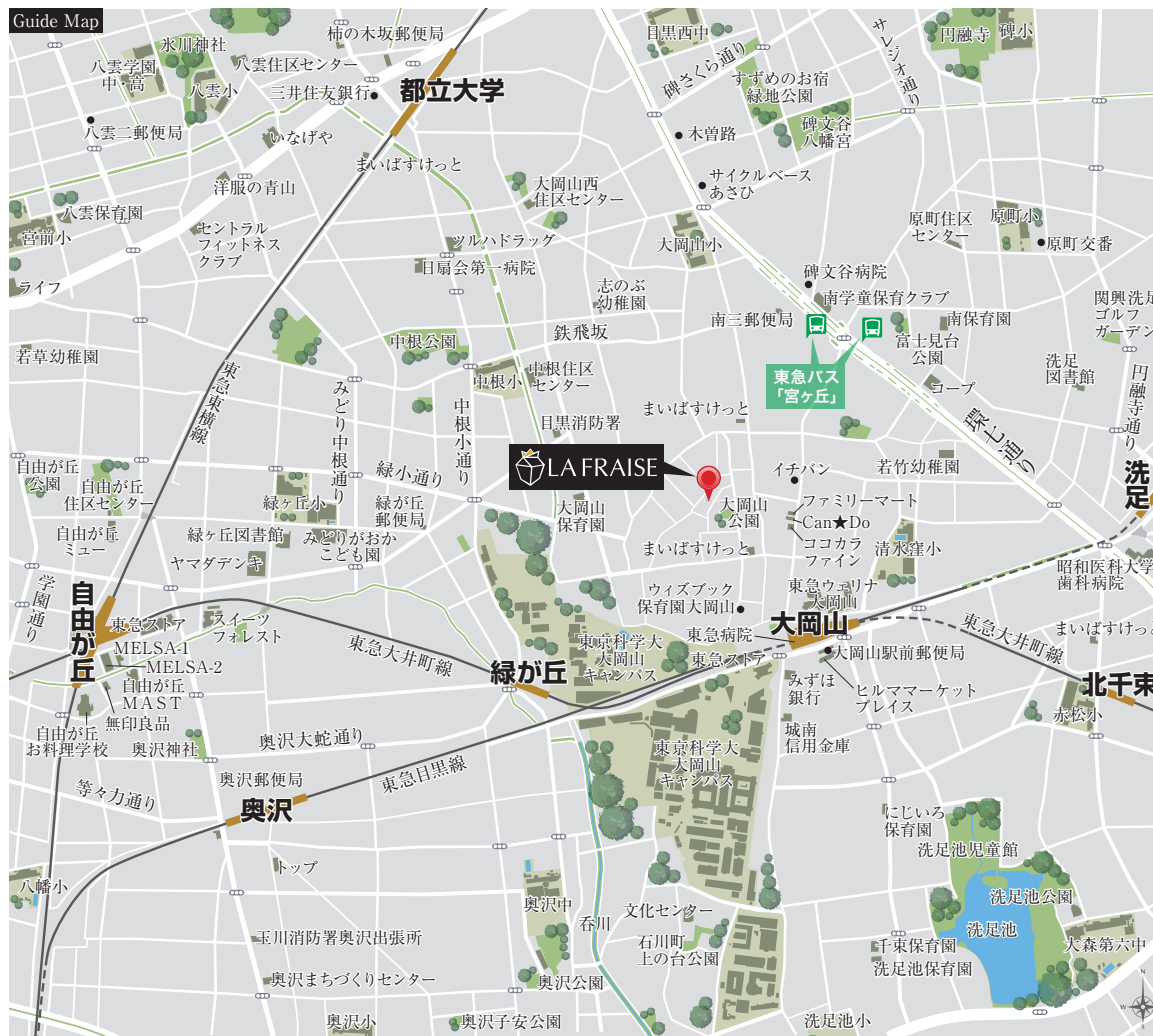 Guide Map
氷川神社
柿の木坂郵便局
目黒西中
サレジオ通り
円融寺
碑小
八雲学園
中・高
八雲住区センター
碑さくら通り
八雲小
三井住友銀行
都立大学
すずめのお宿
緑地公園
八雲二郵便局
いなげや
木曽路
碑文谷
八幡宮
まいばすけっと
洋服の青山
大岡山西
住区センター
サイクルベース
あさひ
八雲保育園
宮前小
セントラル
フィットネス
クラブ
ツルハドラッグ
大岡山小
原町住区
センター
原町小
原町交番
日扇会第一病院
碑文谷病院
ライフ
志のぶ
幼稚園
南学童保育クラブ
関興洗足
ゴルフ
ガーデン
鉄飛坂
南三郵便局
南保育園
若草幼稚園
中根公園
富士見台
公園
東急東横線
中根小
中根住区
センター
東急バス
「宮ヶ丘」
コープ
洗足
図書館
円融寺通り
みどり中根通り
中根小通り
まいばすけっと
環七通り
目黒消防署
LA FRAISE
自由が丘
公園
自由が丘
住区センター
緑小通り
イチバン
若竹幼稚園
洗足
緑ヶ丘小
緑が丘
郵便局
大岡山
保育園
大岡山
公園
ファミリーマート
Can★Do
ココカラ
ファイン
自由が丘
ミュー
緑ヶ丘図書館
みどりがおか
こども園
まいばすけっと
清水窪小
ヤマダデンキ
昭和医科大学
歯科病院
学園通り
自由が丘
ウィズブック
保育園大岡山
東急ウェリナ
大岡山
東急ストア
スイーツ
フォレスト
東京科学大
大岡山
キャンパス
東急病院
大岡山
東急大井町線
まいばすけっと
MELSA-1
MELSA-2
東急大井町線
緑が丘
東急ストア
大岡山駅前郵便局
自由が丘
MAST
みずほ
銀行
ヒルママーケット
プレイス
北千束
無印良品
赤松小
自由が丘
お料理学校
奥沢神社
奥沢大蛇通り
東京科学大
大岡山
キャンパス
城南
信用金庫
東急目黒線
等々力通り
奥沢郵便局
奥沢
にじいろ
保育園
洗足池児童館
トップ
八幡小
奥沢中
呑川
文化センター
洗足池公園
洗足池
玉川消防署奥沢出張所
石川町
上の台公園
千束保育園
大森第六中
奥沢まちづくりセンター
奥沢公園
洗足池保育園
奥沢小
奥沢子安公園
洗足池小
N
W
E
S